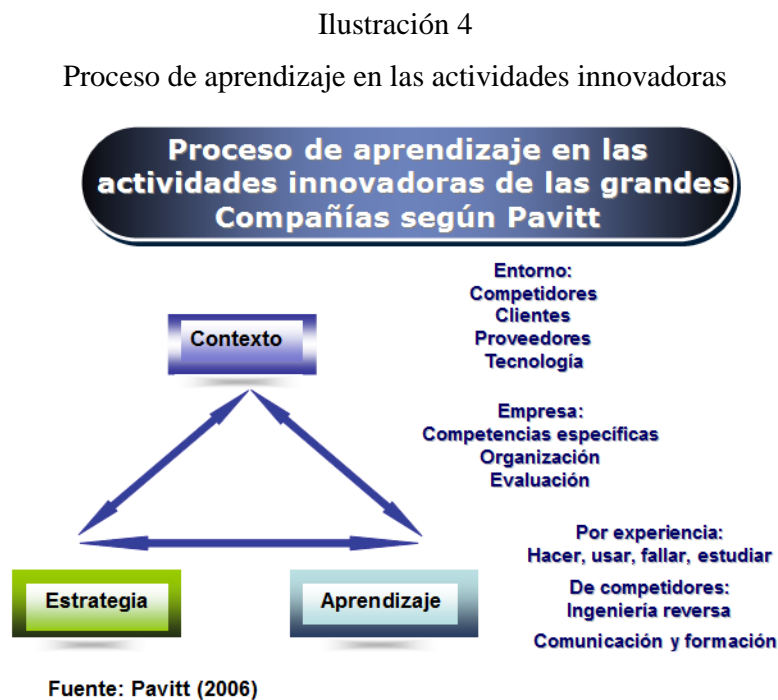 Ilustración 4
Proceso de aprendizaje en las actividades innovadoras
Proceso de aprendizaje en las
actividades innovadoras de las grandes
Compañías según Pavitt
Entorno:
Competidores
Clientes
Proveedores
Tecnología
Contexto
Empresa:
Competencias específicas
Organización
Evaluación
Por experiencia:
Hacer, usar, fallar, estudiar
De competidores:
Ingeniería reversa
Comunicación y formación
Estrategia
Aprendizaje
Fuente: Pavitt (2006)